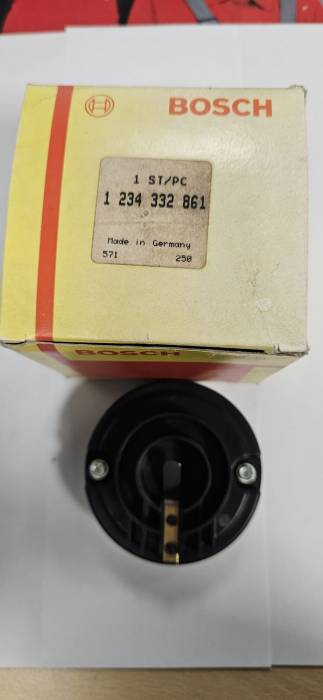 BOSCH
1 ST/PC
1 234 332 861
Made in Germany
571 250
BOSCH